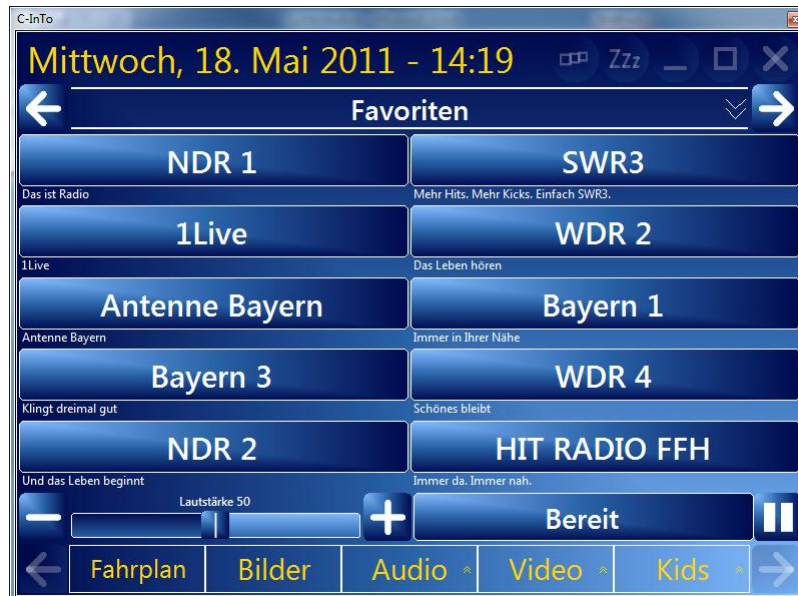 C-InTo
Mittwoch, 18. Mai 2011 - 14:19
Zzz
Favoriten
NDR 1
SWR3
Das ist Radio
Mehr Hits. Mehr Kicks. Einfach SWR3.
1Live
WDR 2
1Live
Das Leben hören
Antenne Bayern
Bayern 1
Antenne Bayern
Immer in Ihrer Nähe
Bayern 3
WDR 4
Klingt dreimal gut
Schönes bleibt
NDR 2
HIT RADIO FFH
Und das Leben beginnt
Immer da. Immer nah.
Lautstärke 50
Bereit
Fahrplan
Bilder
Audio
Video
Kids